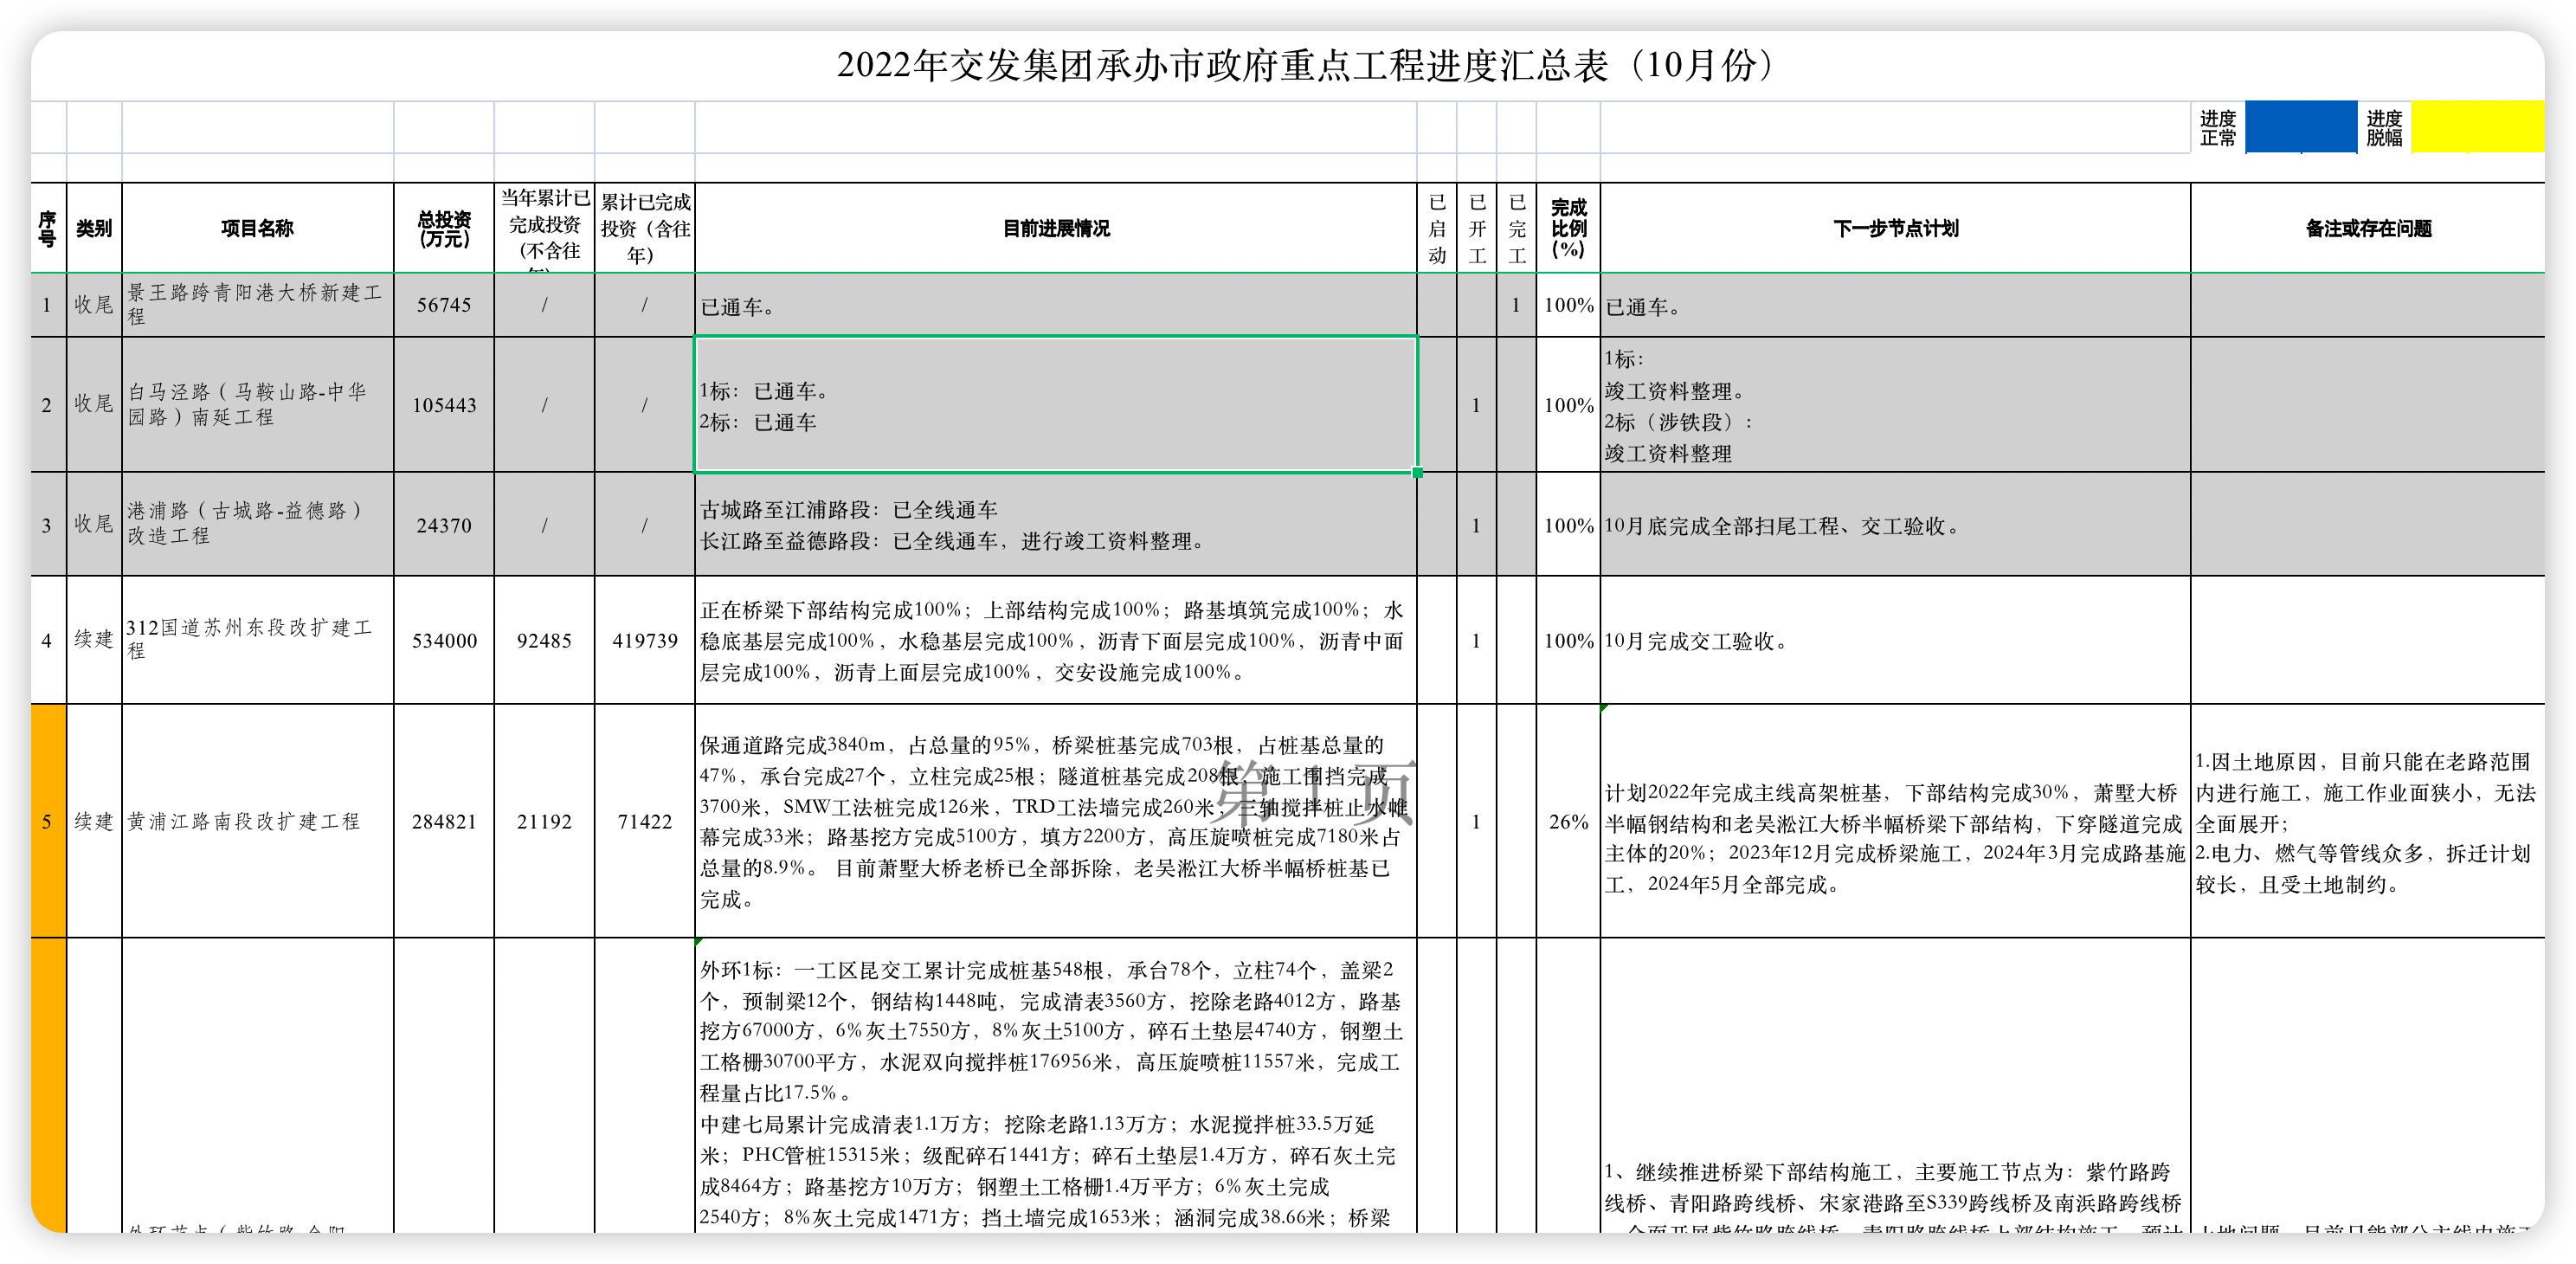 2022年交发集团承办市政府重点工程进度汇总表（10月份）
进度
正常
进度
脱幅
序
号
类别
项目名称
总投资
(万元)
当年累计已
完成投资
(不含往
累计已完成
投资（含往
年）
目前进展情况
已
启
动
已
开
工
已
完
工
完成
比例
(%)
下一步节点计划
备注或存在问题
1
收尾
景王路跨青阳港大桥新建工
程
56745
/
/
已通车。
1
100%
已通车。
2
收尾
白马泾路（马鞍山路-中华
园路）南延工程
105443
/
/
1标：已通车。
2标：已通车
1
100%
1标：
竣工资料整理。
2标（涉铁段）：
竣工资料整理
3
收尾
港浦路（古城路-益德路）
改造工程
24370
/
/
古城路至江浦路段：已全线通车
长江路至益德路段：已全线通车，进行竣工资料整理。
1
100%
10月底完成全部扫尾工程、交工验收。
4
续建
312国道苏州东段改扩建工
程
534000
92485
419739
正在桥梁下部结构完成100%；上部结构完成100%；路基填筑完成100%；水
稳底基层完成100%，水稳基层完成100%，沥青下面层完成100%，沥青中面
层完成100%，沥青上面层完成100%，交安设施完成100%。
1
100%
10月完成交工验收。
5
续建
黄浦江路南段改扩建工程
284821
21192
71422
保通道路完成3840m，占总量的95%，桥梁桩基完成703根，占桩基总量的
47%，承台完成27个，立柱完成25根；隧道桩基完成208根，施工围挡完成
3700米，SMW工法桩完成126米，TRD工法墙完成260米，三轴搅拌桩止水帷
幕完成33米；路基挖方完成5100方，填方2200方，高压旋喷桩完成7180米占
总量的8.9%。 目前萧墅大桥老桥已全部拆除，老吴淞江大桥半幅桥桩基已
完成。
1
26%
计划2022年完成主线高架桩基，下部结构完成30%，萧墅大桥
半幅钢结构和老吴淞江大桥半幅桥梁下部结构，下穿隧道完成
主体的20%；2023年12月完成桥梁施工，2024年3月完成路基施
工，2024年5月全部完成。
1.因土地原因，目前只能在老路范围
内进行施工，施工作业面狭小，无法
全面展开；
2.电力、燃气等管线众多，拆迁计划
较长，且受土地制约。
第 1 页
外环1标：一工区昆交工累计完成桩基548根，承台78个，立柱74个，盖梁2
个，预制梁12个，钢结构1448吨，完成清表3560方，挖除老路4012方，路基
挖方67000方，6%灰土7550方，8%灰土5100方，碎石土垫层4740方，钢塑土
工格栅30700平方，水泥双向搅拌桩176956米，高压旋喷桩11557米，完成工
程量占比17.5%。
中建七局累计完成清表1.1万方；挖除老路1.13万方；水泥搅拌桩33.5万延
米；PHC管桩15315米；级配碎石1441方；碎石土垫层1.4万方，碎石灰土完
成8464方；路基挖方10万方；钢塑土工格栅1.4万平方；6%灰土完成
2540方；8%灰土完成1471方；挡土墙完成1653米；涵洞完成38.66米；桥梁
1、继续推进桥梁下部结构施工，主要施工节点为：紫竹路跨
线桥、青阳路跨线桥、宋家港路至S339跨线桥及南浜路跨线桥